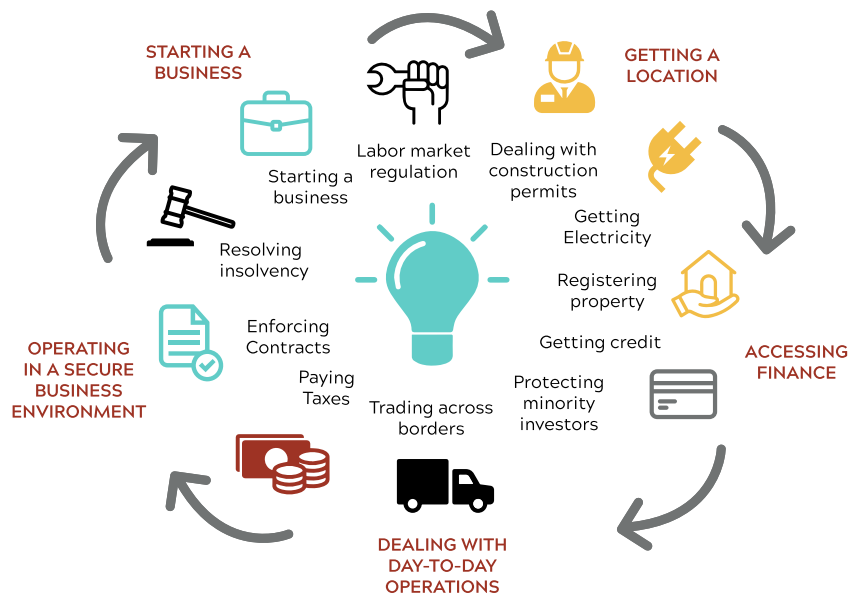 STARTING A
BUSINESS
GETTING A
LOCATION
Labor market
regulation
Dealing with
construction
permits
Starting a
business
Getting
Electricity
Resolving
insolvency
Registering
property
Enforcing
Contracts
Getting credit
OPERATING
IN A SECURE
BUSINESS
ENVIRONMENT
ACCESSING
FINANCE
Paying
Taxes
Protecting
minority
investors
Trading across
borders
DEALING WITH
DAY-TO-DAY
OPERATIONS